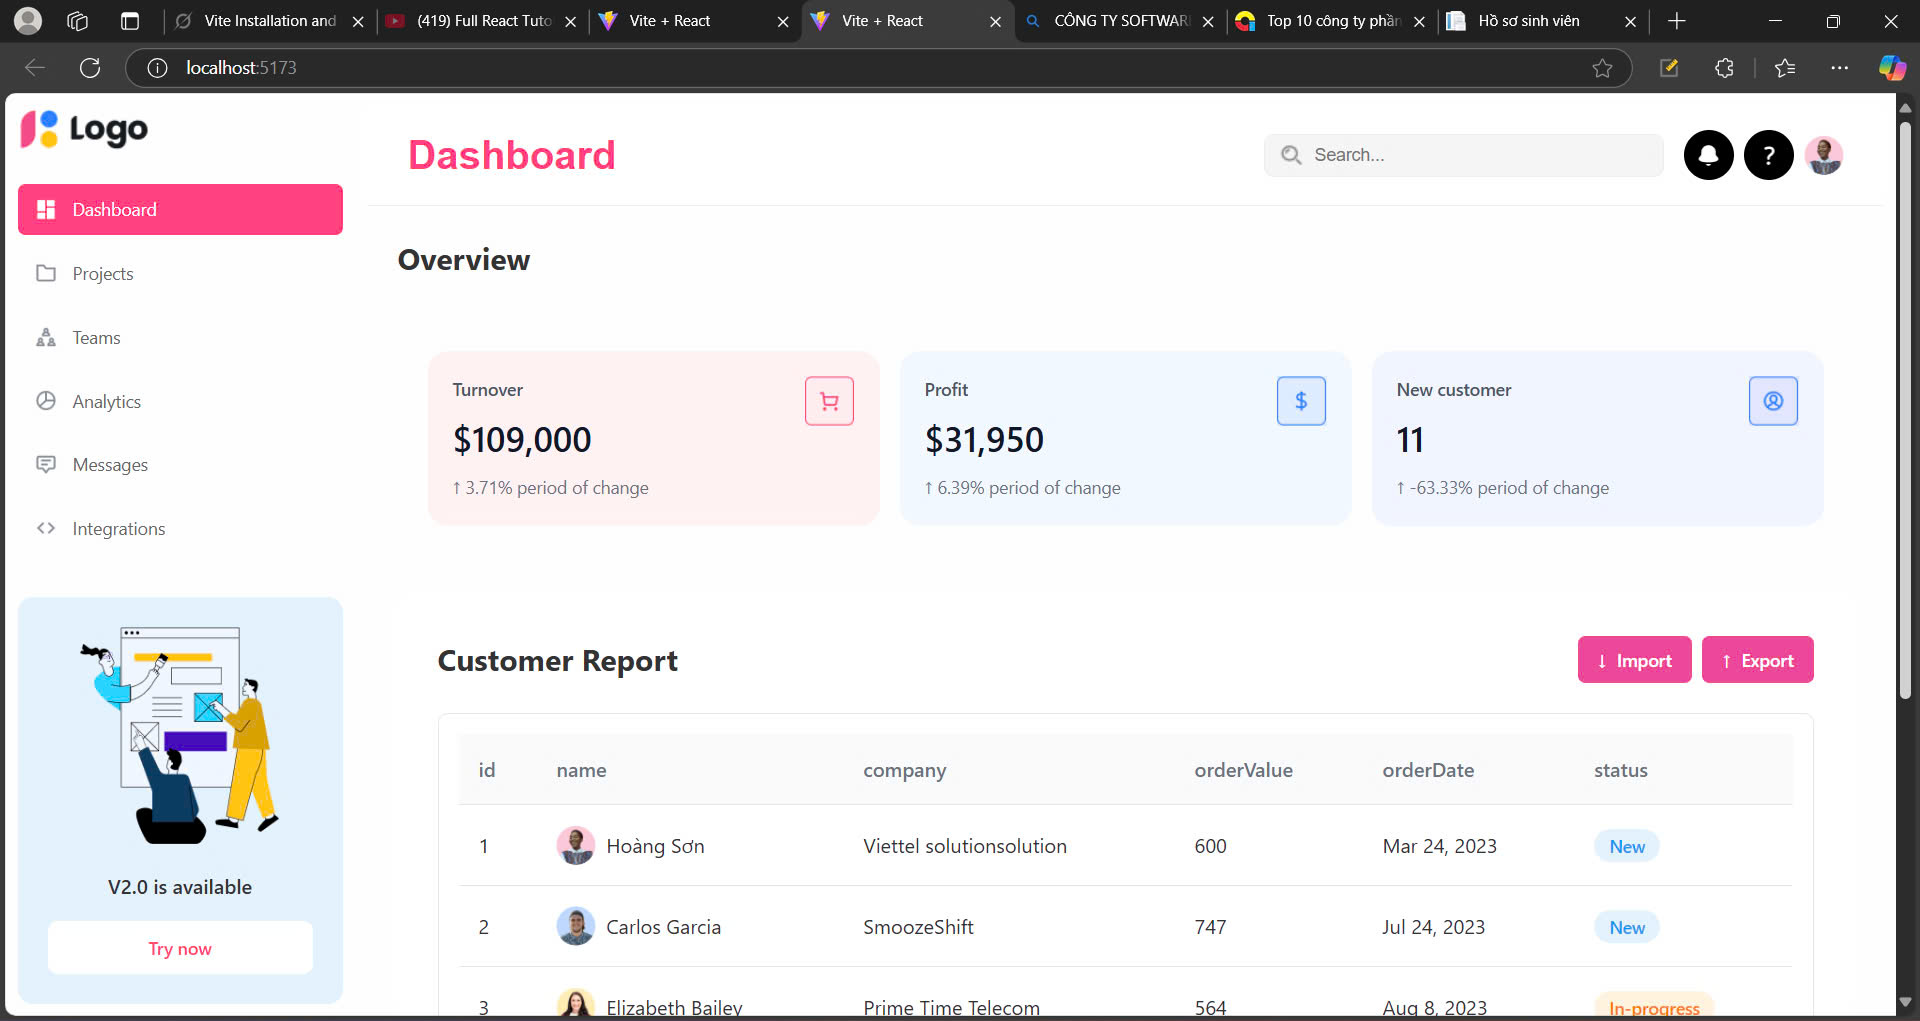 Vite Installation and
(419) Full React Tuto
Vite + React
Vite + React
CÔNG TY SOFTWAR
Top 10 công ty phần
Hồ sơ sinh viên
localhost:5173
Logo
Dashboard
Search...
?
Dashboard
Projects
Teams
Analytics
Messages
Integrations
V2.0 is available
Try now
Overview
Turnover
$109,000
↑ 3.71% period of change
Profit
$31,950
↑ 6.39% period of change
$
New customer
11
↑ -63.33% period of change
Customer Report
↓ Import
↑ Export
id name company orderValue orderDate status
1 Hoàng Sơn Viettel solutionsolution 600 Mar 24, 2023 New
2 Carlos Garcia SmoozeShift 747 Jul 24, 2023 New
3 Elizabeth Bailey Prime Time Telecom 564 Aug 8, 2023 In-progress